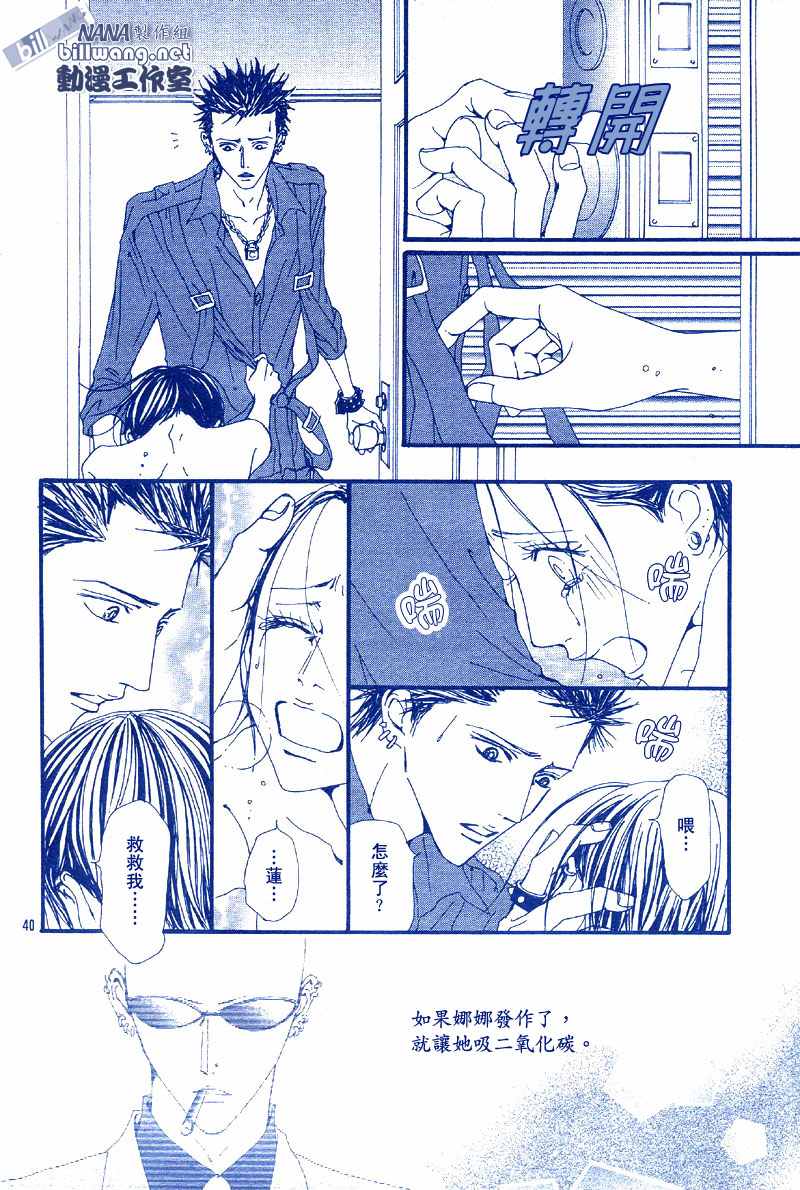 bill
NANA製作組
billwang.net
動漫工作室
轉開
喘
喘
喂…
喘
怎麼了？
…蓮…
救救我……
40
如果娜娜發作了，
就讓她吸二氧化碳。